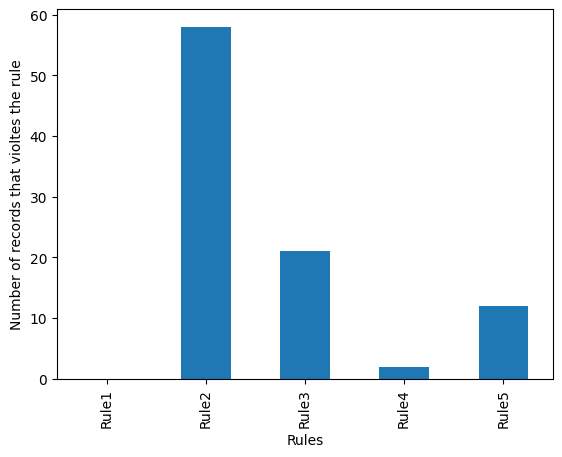 Number of records that violtes the rule
60
50
40
30
20
10
0
Rule1
Rule2
Rule3
Rule4
Rule5
Rules